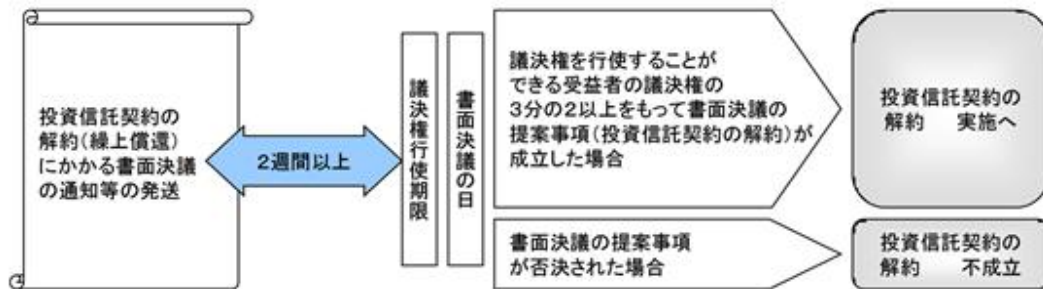 投資信託契約の
解約(繰上償還)
にかかる書面決議
の通知等の発送
2週間以上
議決権行使期限
書面決議の日
議決権を行使することが
できる受益者の議決権の
3分の2以上をもって書面決議の
提案事項(投資信託契約の解約)が
成立した場合
投資信託契約の
解約 実施へ
書面決議の提案事項
が否決された場合
投資信託契約の
解約 不成立